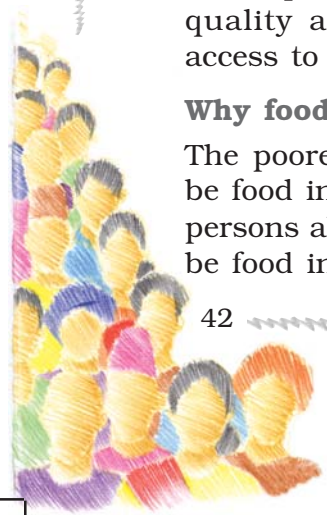 quality a
access to
Why food
The poore
be food in
persons a
be food in
42